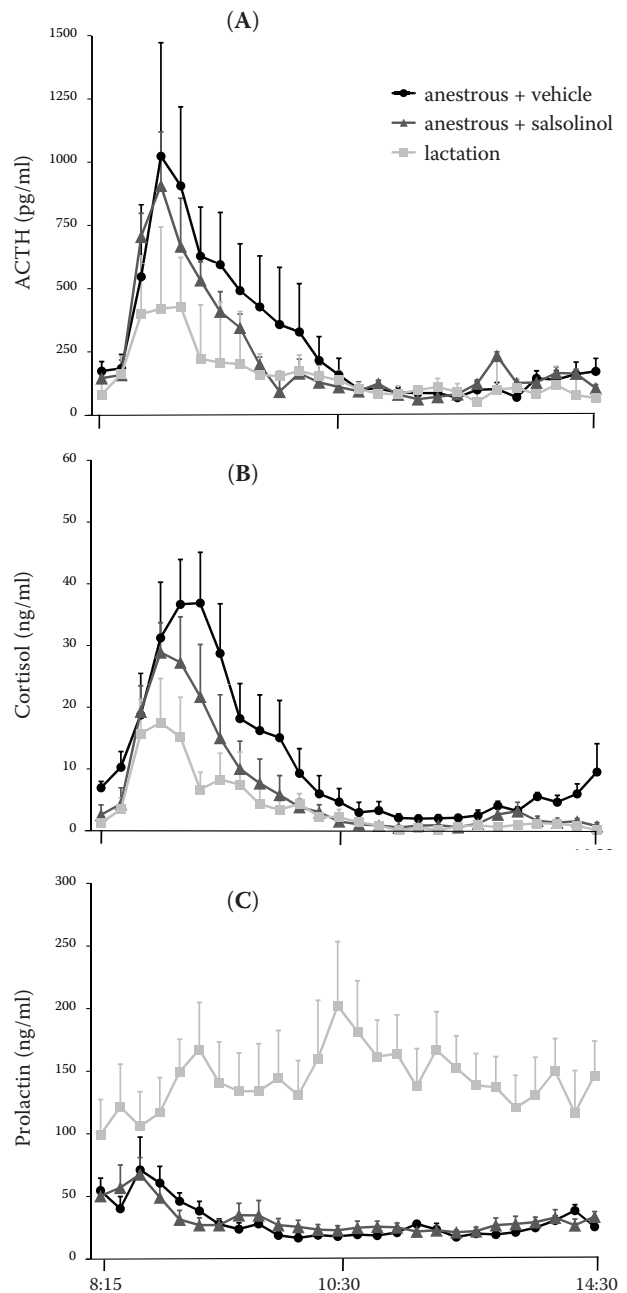 (A)
1500
1250
1000
750
500
250
0
ACTH (pg/ml)
anestrous + vehicle
anestrous + salsolinol
lactation
(B)
60
50
40
30
20
10
0
Cortisol (ng/ml)
(C)
300
250
200
150
100
50
0
Prolactin (ng/ml)
8:15 10:30 14:30